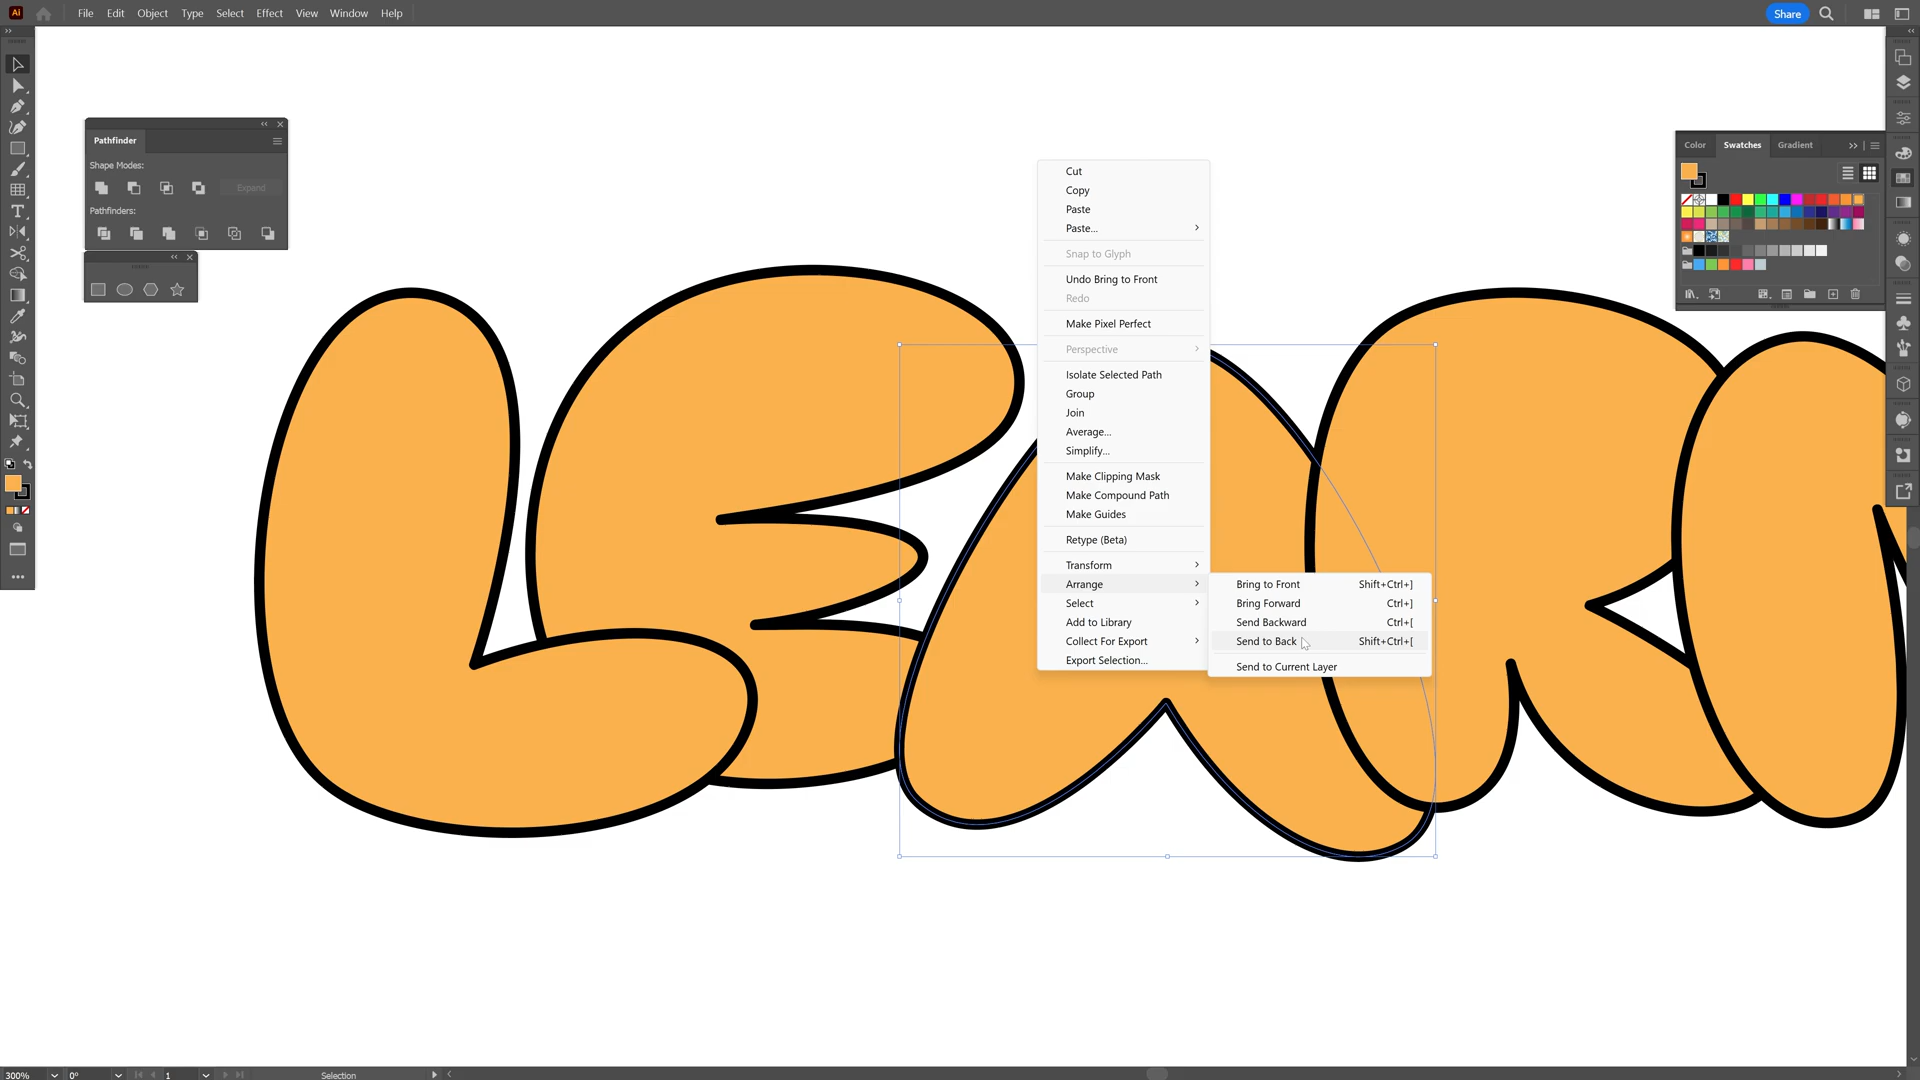 Ai
File Edit Object Type Select Effect View Window Help
Share
Pathfinder
Shape Modes:
Expand
Pathfinders:
Color Swatches Gradient
Cut
Copy
Paste
Paste...
Snap to Glyph
Undo Bring to Front
Redo
Make Pixel Perfect
Perspective
Isolate Selected Path
Group
Join
Average...
Simplify...
Make Clipping Mask
Make Compound Path
Make Guides
Retype (Beta)
Transform
Arrange
Select
Add to Library
Collect For Export
Export Selection...
Bring to Front Shift+Ctrl+]
Bring Forward Ctrl+]
Send Backward Ctrl+[
Send to Back Shift+Ctrl+[
Send to Current Layer
LEARN
300% 0° 1 Selection